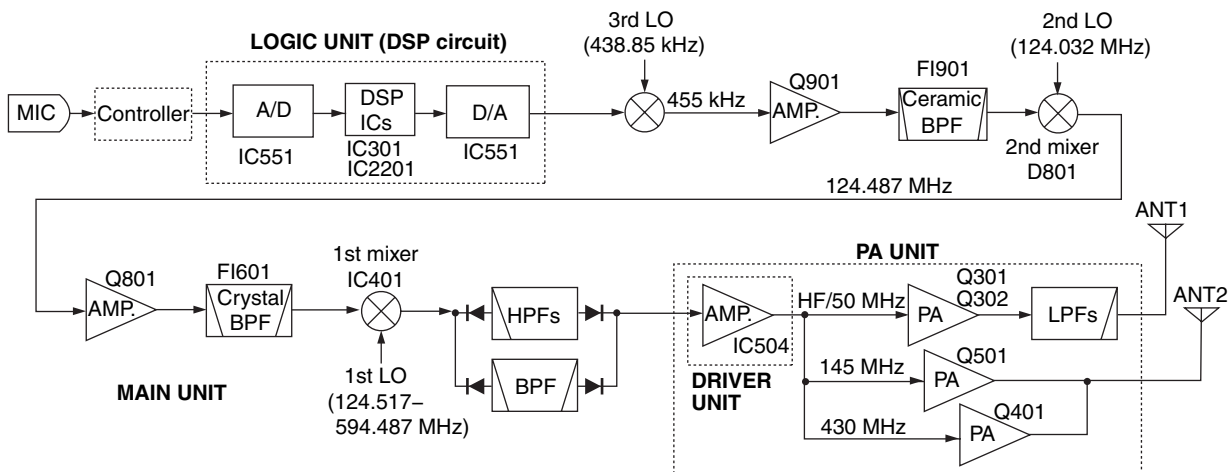 LOGIC UNIT (DSP circuit)
3rd LO
(438.85 kHz)
2nd LO
(124.032 MHz)
MIC
Controller
A/D
IC551
DSP
ICs
IC301
IC2201
D/A
IC551
455 kHz
Q901
AMP.
FI901
Ceramic
BPF
2nd mixer
D801
124.487 MHz
Q801
AMP.
FI601
Crystal
BPF
1st mixer
IC401
1st LO
(124.517–
594.487 MHz)
MAIN UNIT
HPFs
BPF
PA UNIT
AMP.
IC504
DRIVER
UNIT
HF/50 MHz
Q301
Q302
PA
LPFs
ANT1
ANT2
145 MHz
Q501
PA
430 MHz
Q401
PA